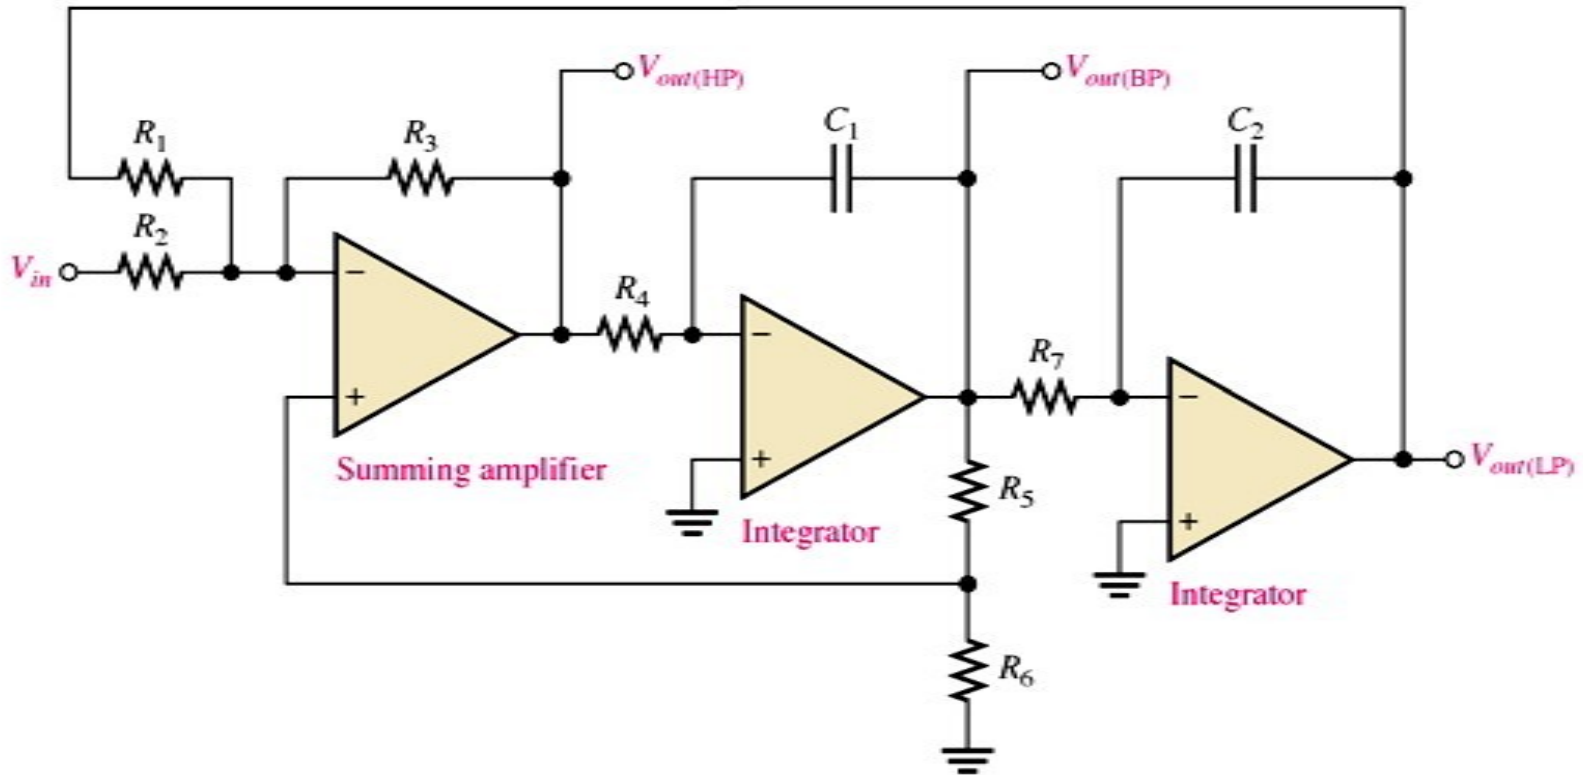 Vout(HP)
Vout(BP)
R1
R3
C1
C2
R2
Vin
−
R4
−
R7
+
−
Summing amplifier
+
R5
Vout(LP)
Integrator
+
Integrator
R6